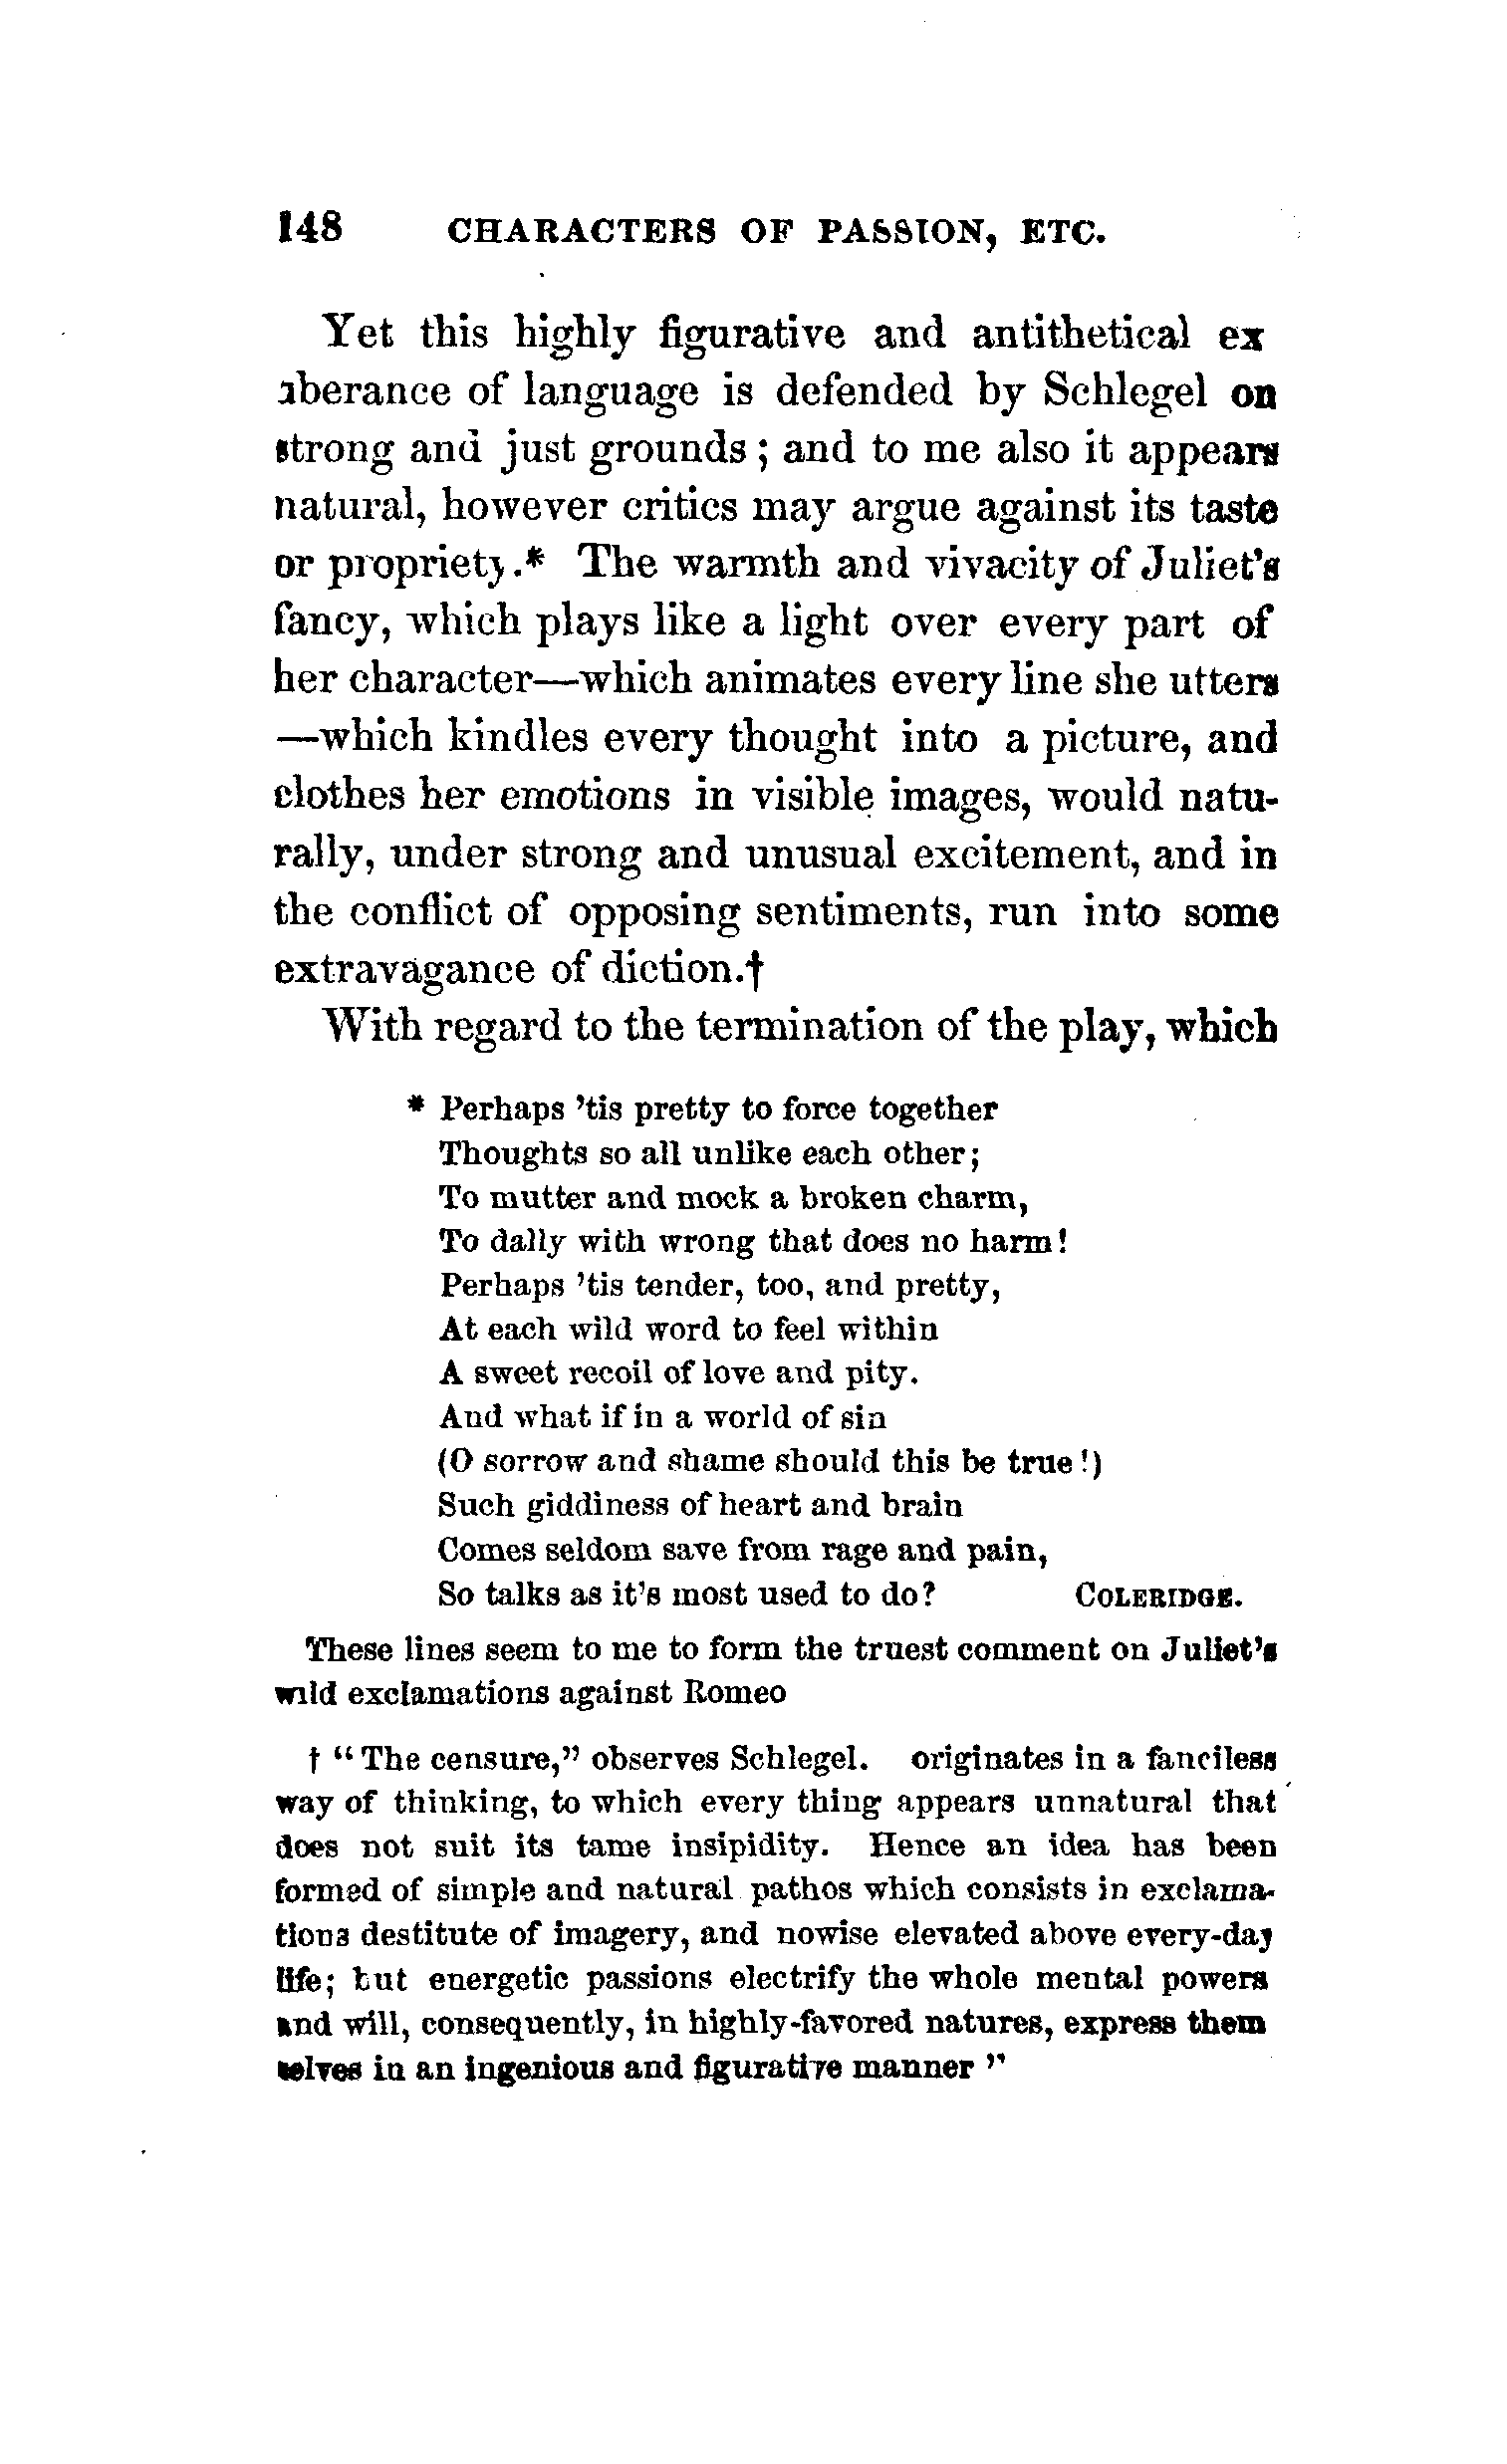 148 CHARACTERS OF PASSION, ETC.
Yet this highly figurative and antithetical ex
uberance of language is defended by Schlegel on
strong and just grounds; and to me also it appears
natural, however critics may argue against its taste
or propriety.* The warmth and vivacity of Juliet's
fancy, which plays like a light over every part of
her character—which animates every line she utters
—which kindles every thought into a picture, and
clothes her emotions in visible images, would natu-
rally, under strong and unusual excitement, and in
the conflict of opposing sentiments, run into some
extravagance of diction.†
With regard to the termination of the play, which
* Perhaps 'tis pretty to force together
Thoughts so all unlike each other;
To mutter and mock a broken charm,
To dally with wrong that does no harm!
Perhaps 'tis tender, too, and pretty,
At each wild word to feel within
A sweet recoil of love and pity.
And what if in a world of sin
(O sorrow and shame should this be true!)
Such giddiness of heart and brain
Comes seldom save from rage and pain,
So talks as it's most used to do? COLERIDGE.
These lines seem to me to form the truest comment on Juliet's
wild exclamations against Romeo
† "The censure," observes Schlegel. originates in a fanciless
way of thinking, to which every thing appears unnatural that
does not suit its tame insipidity. Hence an idea has been
formed of simple and natural pathos which consists in exclama-
tions destitute of imagery, and nowise elevated above every-day
life; but energetic passions electrify the whole mental powers
and will, consequently, in highly-favored natures, express them
selves in an ingenious and figurative manner"